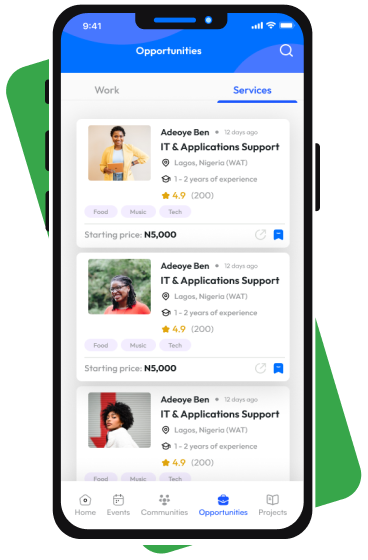 9:41
Opportunities
Work Services
Adeoye Ben • 12 days ago
IT & Applications Support
Lagos, Nigeria (WAT)
1 - 2 years of experience
4.9 (200)
Food Music Tech
Starting price: N5,000
Adeoye Ben • 12 days ago
IT & Applications Support
Lagos, Nigeria (WAT)
1 - 2 years of experience
4.9 (200)
Food Music Tech
Starting price: N5,000
Adeoye Ben • 12 days ago
IT & Applications Support
Lagos, Nigeria (WAT)
1 - 2 years of experience
4.9 (200)
Food Music Tech
Home Events Communities Opportunities Projects